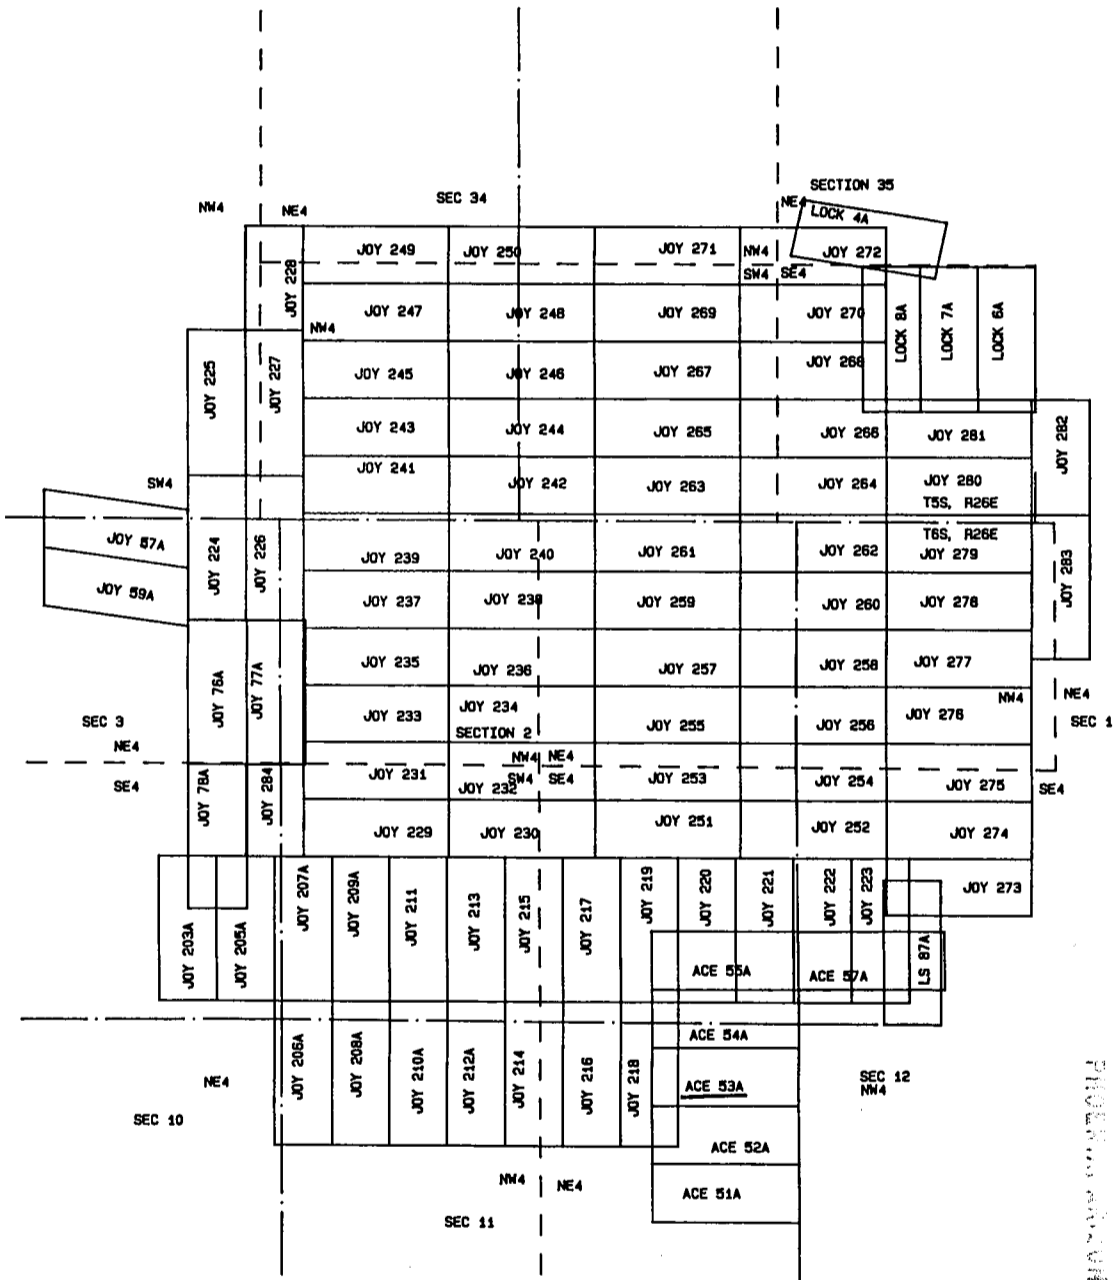 SECTION 35
NW4
SEC 34
NE4
NE4
LOCK 4A
JOY 249
JOY 250
JOY 271
NW4
JOY 272
JOY 228
SW4
SE4
JOY 247
JOY 248
JOY 269
JOY 270
LOCK 8A
LOCK 7A
LOCK 6A
NW4
JOY 225
JOY 227
JOY 245
JOY 246
JOY 267
JOY 268
JOY 243
JOY 244
JOY 265
JOY 266
JOY 281
JOY 282
JOY 241
SW4
JOY 242
JOY 263
JOY 264
JOY 280
T5S, R26E
JOY 57A
JOY 224
JOY 226
JOY 239
JOY 240
JOY 261
JOY 262
T6S, R26E
JOY 279
JOY 283
JOY 59A
JOY 237
JOY 238
JOY 259
JOY 260
JOY 278
JOY 76A
JOY 77A
JOY 235
JOY 236
JOY 257
JOY 258
JOY 277
NW4
NE4
SEC 3
JOY 233
JOY 234
SECTION 2
JOY 255
JOY 256
JOY 276
SEC 1
NE4
NW4
NE4
SE4
JOY 78A
JOY 284
JOY 231
JOY 232
SW4
SE4
JOY 253
JOY 254
JOY 275
SE4
JOY 229
JOY 230
JOY 251
JOY 252
JOY 274
JOY 203A
JOY 205A
JOY 207A
JOY 209A
JOY 211
JOY 213
JOY 215
JOY 217
JOY 219
JOY 220
JOY 221
JOY 222
JOY 223
JOY 273
ACE 55A
ACE 57A
LS 87A
JOY 206A
JOY 208A
JOY 210A
JOY 212A
JOY 214
JOY 216
JOY 218
ACE 54A
NE4
ACE 53A
SEC 12
NW4
SEC 10
ACE 52A
NW4
NE4
ACE 51A
SEC 11